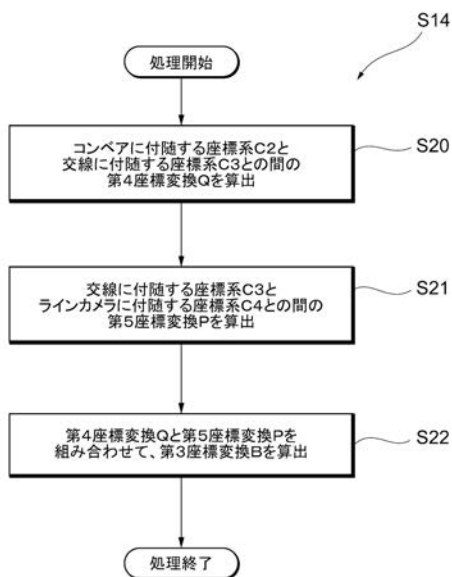 S14
処理開始
コンベアに付随する座標系C2と
交線に付随する座標系C3との間の
第4座標変換Qを算出
S20
交線に付随する座標系C3と
ラインカメラに付随する座標系C4との間の
第5座標変換Pを算出
S21
第4座標変換Qと第5座標変換Pを
組み合わせて、第3座標変換Bを算出
S22
処理終了